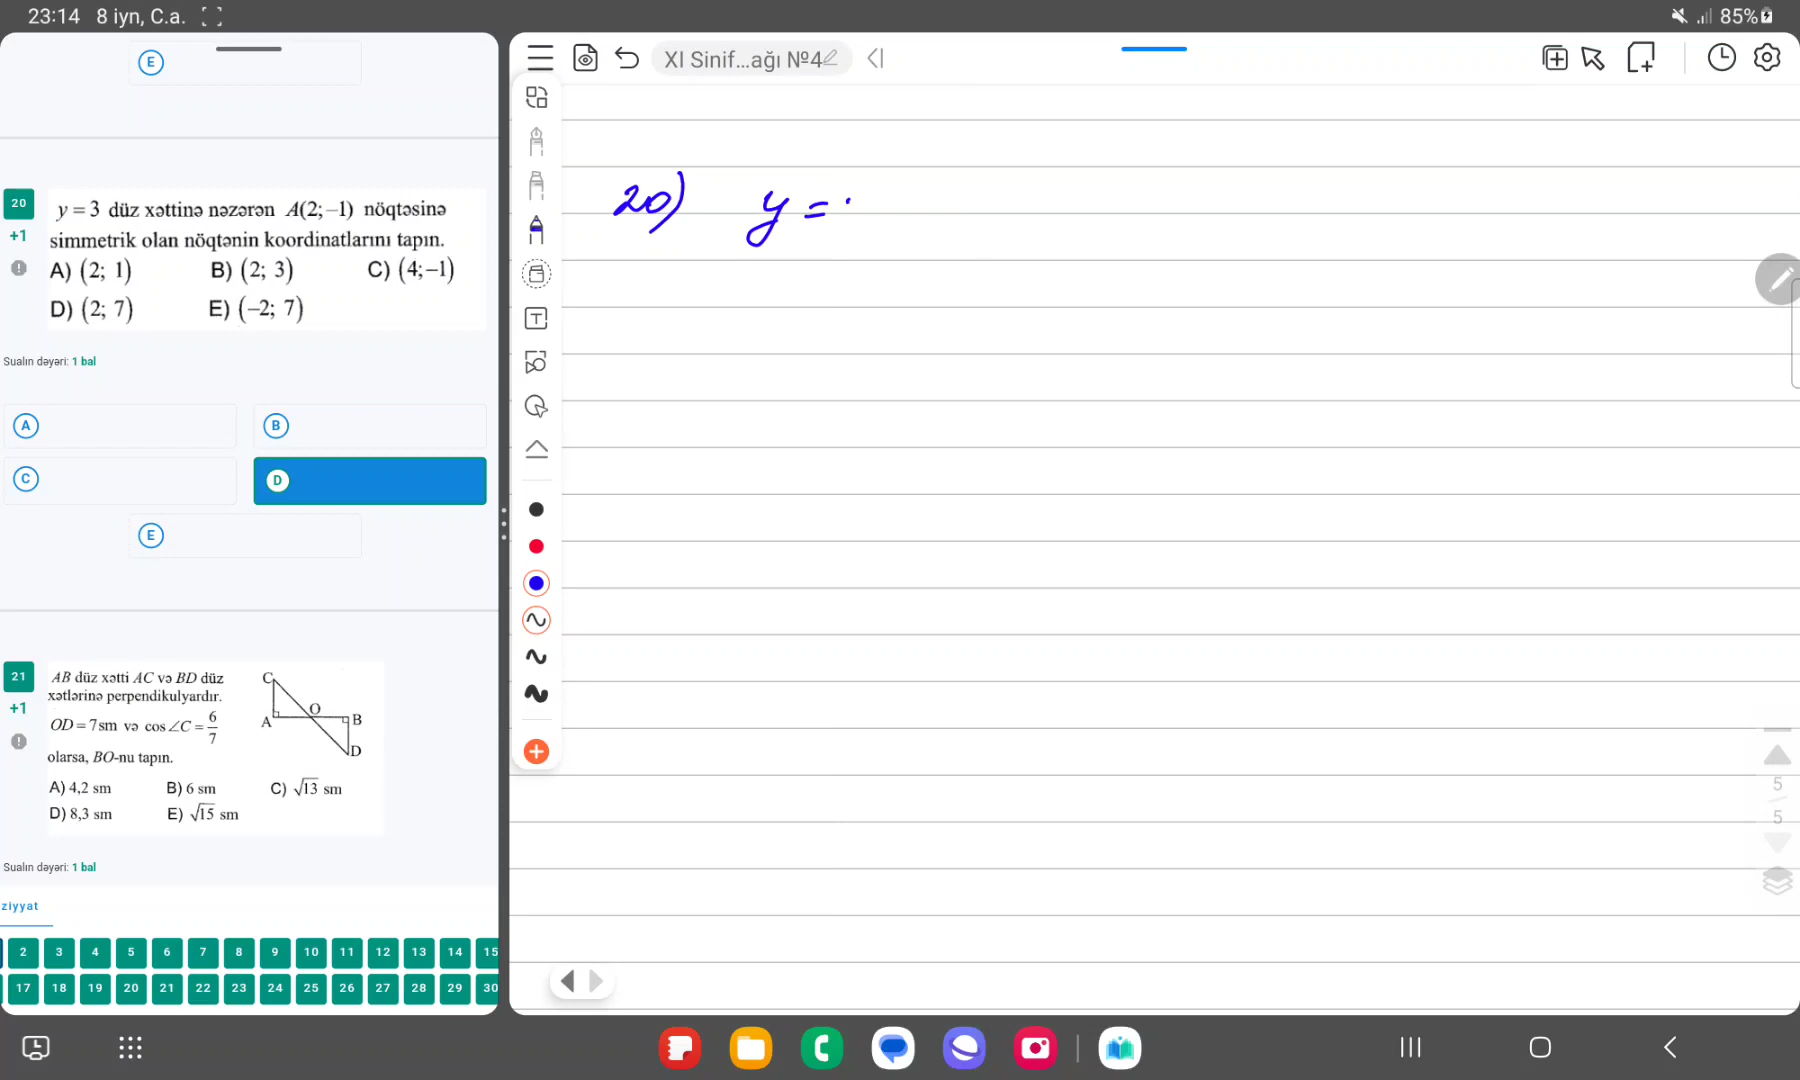 23:14 8 iyn, C.a.
85%
E
XI Sinif...ağı №4
20
+1
y = 3 düz xəttinə nəzərən A(2;−1) nöqtəsinə
simmetrik olan nöqtənin koordinatlarını tapın.
A) (2; 1) B) (2; 3) C) (4;−1)
D) (2; 7) E) (−2; 7)
Sualın dəyəri: 1 bal
A
B
C
D
E
20) y =
21
+1
AB düz xətti AC və BD düz
xətlərinə perpendikulyardır.
OD = 7sm və cos∠C = 6/7
olarsa, BO-nu tapın.
C
O
A
B
D
A) 4,2 sm B) 6 sm C) √13 sm
D) 8,3 sm E) √15 sm
Sualın dəyəri: 1 bal
ziyyat
2 3 4 5 6 7 8 9 10 11 12 13 14 15
17 18 19 20 21 22 23 24 25 26 27 28 29 30
T
5
5